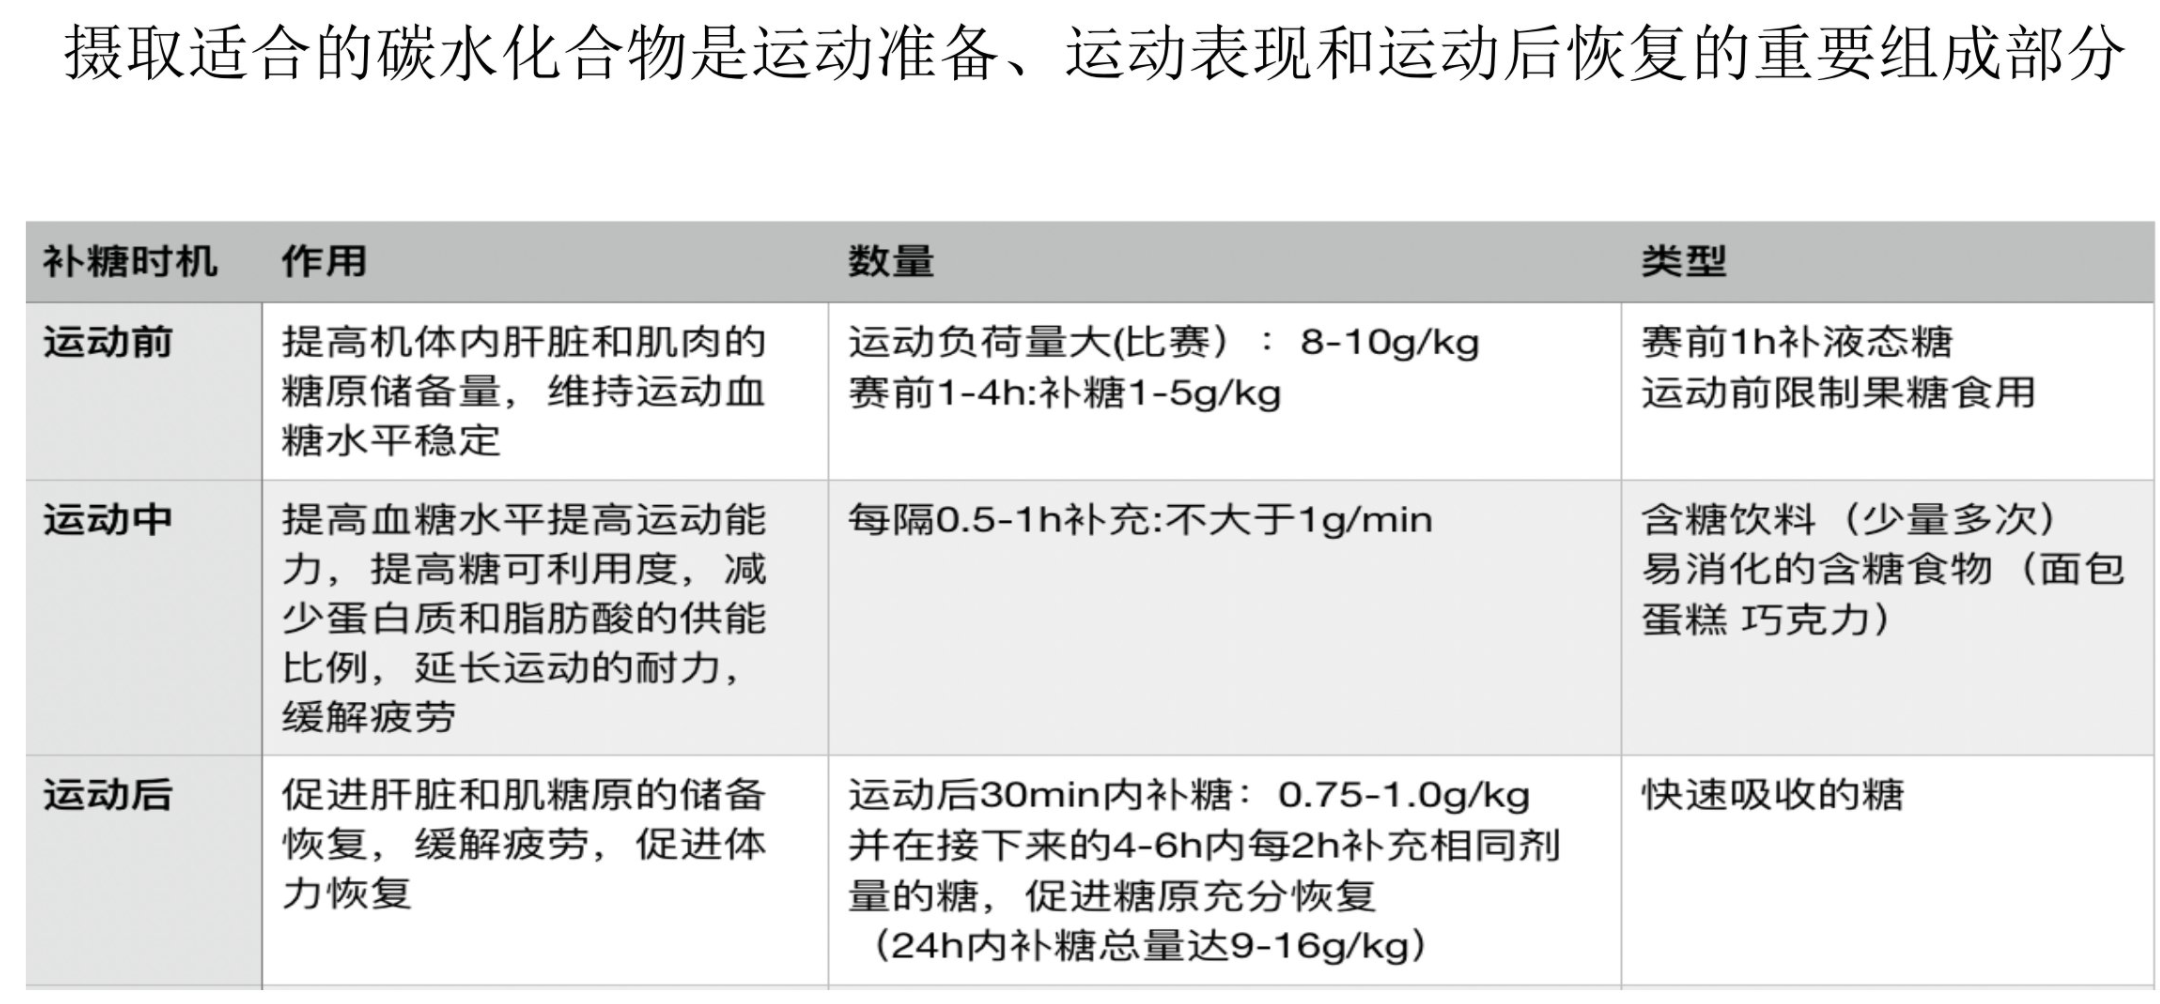 摄取适合的碳水化合物是运动准备、运动表现和运动后恢复的重要组成部分
补糖时机 作用 数量 类型
运动前
提高机体内肝脏和肌肉的
糖原储备量，维持运动血
糖水平稳定
运动负荷量大(比赛）：8-10g/kg
赛前1-4h:补糖1-5g/kg
赛前1h补液态糖
运动前限制果糖食用
运动中
提高血糖水平提高运动能
力，提高糖可利用度，减
少蛋白质和脂肪酸的供能
比例，延长运动的耐力，
缓解疲劳
每隔0.5-1h补充:不大于1g/min
含糖饮料（少量多次）
易消化的含糖食物（面包
蛋糕 巧克力）
运动后
促进肝脏和肌糖原的储备
恢复，缓解疲劳，促进体
力恢复
运动后30min内补糖：0.75-1.0g/kg
并在接下来的4-6h内每2h补充相同剂
量的糖，促进糖原充分恢复
（24h内补糖总量达9-16g/kg）
快速吸收的糖